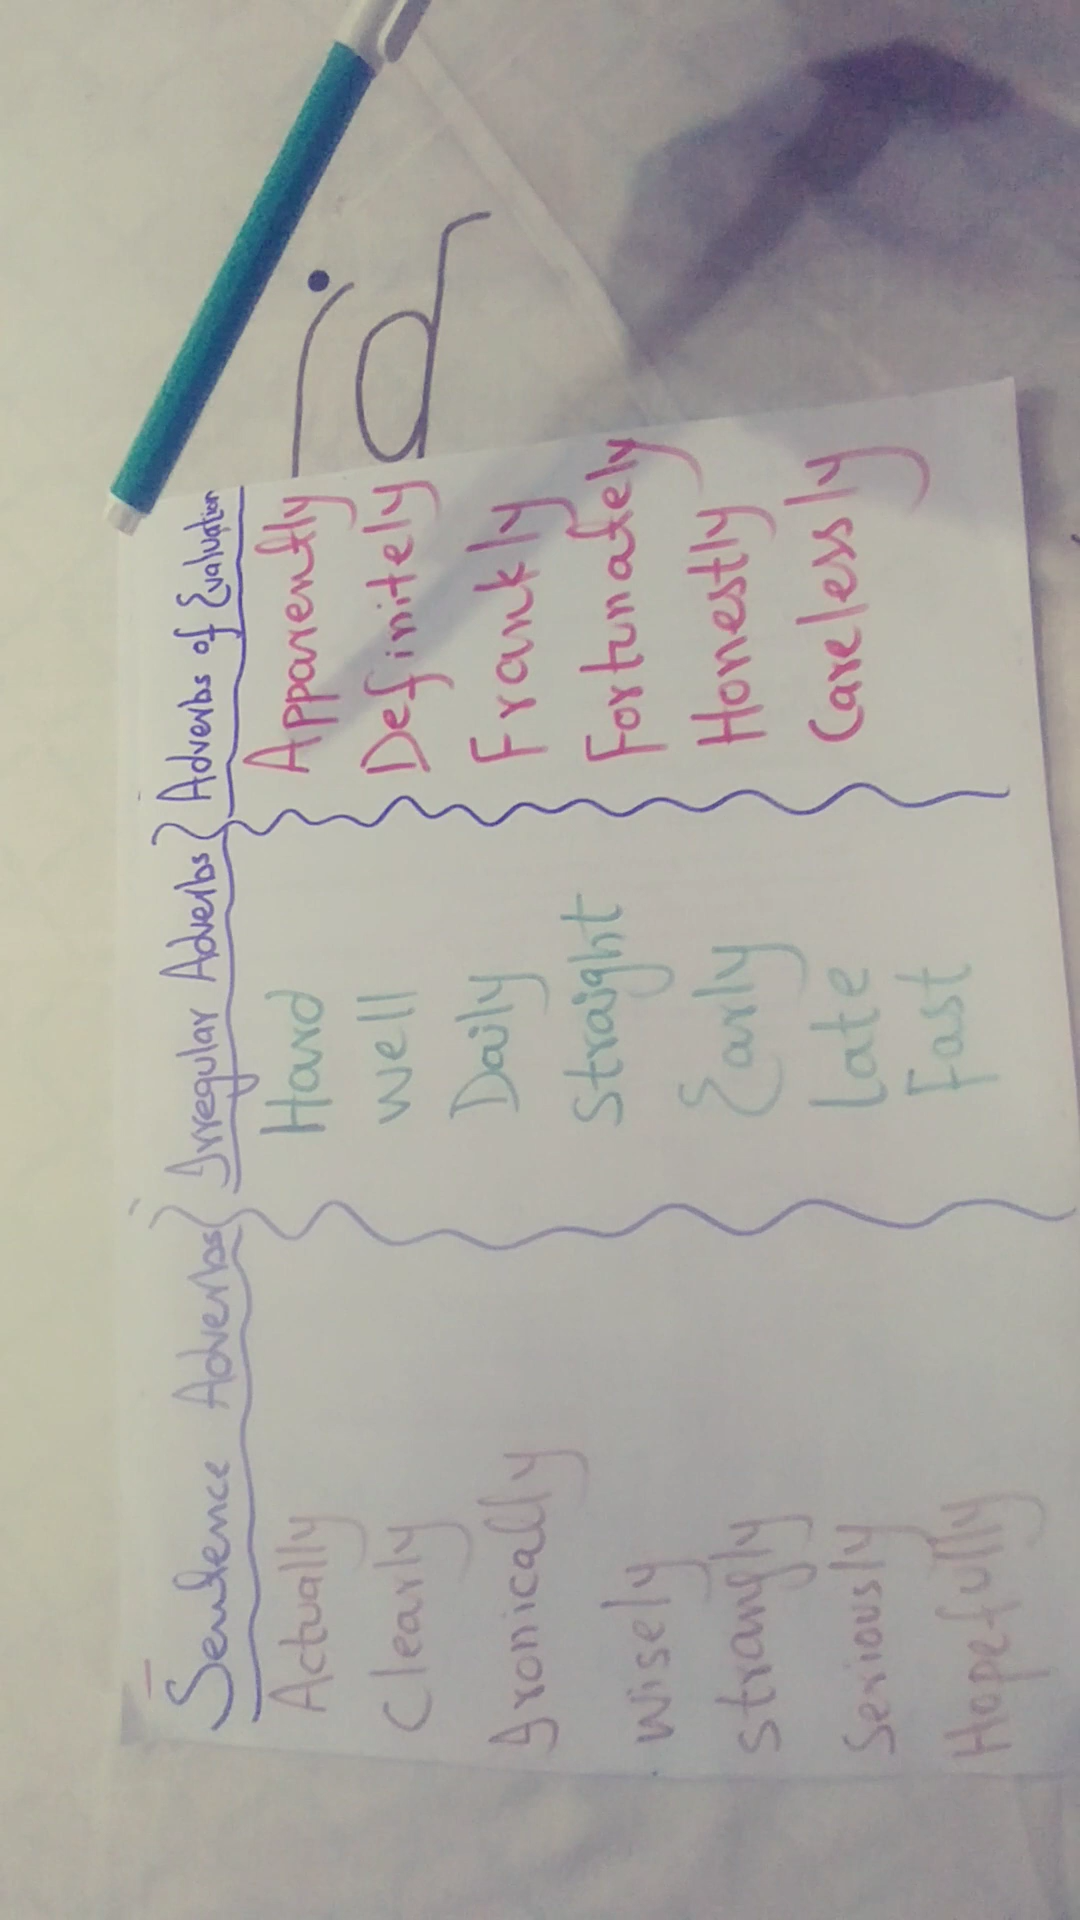 Sentence Adverbs
Actually
Clearly
Ironically
wisely
strangly
Seriously
Hopefully
Irregular Adverbs
Hard
well
Daily
straight
Early
Late
Fast
Adverbs of Evaluation
Apparently
Definitely
Frankly
Fortunately
Honestly
Carelessly